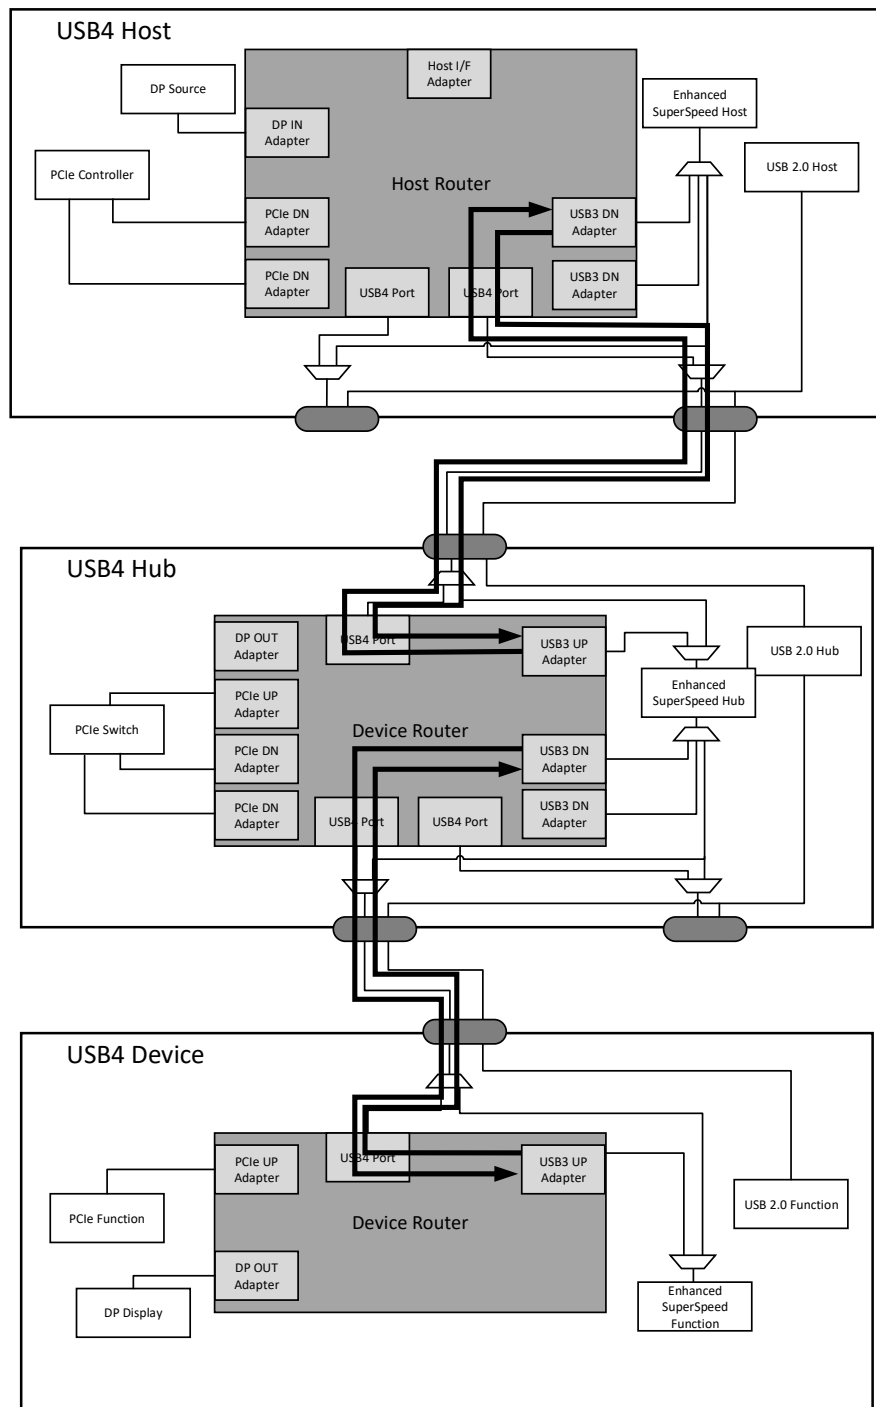 USB4 Host
Host I/F
Adapter
DP Source
Enhanced
SuperSpeed Host
DP IN
Adapter
USB 2.0 Host
PCIe Controller
Host Router
PCIe DN
Adapter
USB3 DN
Adapter
PCIe DN
Adapter
USB4 Port
USB4 Port
USB3 DN
Adapter
USB4 Hub
DP OUT
Adapter
USB4 Port
USB3 UP
Adapter
USB 2.0 Hub
PCIe UP
Adapter
Enhanced
SuperSpeed Hub
PCIe Switch
Device Router
PCIe DN
Adapter
USB3 DN
Adapter
PCIe DN
Adapter
USB4 Port
USB4 Port
USB3 DN
Adapter
USB4 Device
PCIe UP
Adapter
USB4 Port
USB3 UP
Adapter
PCIe Function
Device Router
USB 2.0 Function
DP OUT
Adapter
DP Display
Enhanced
SuperSpeed
Function